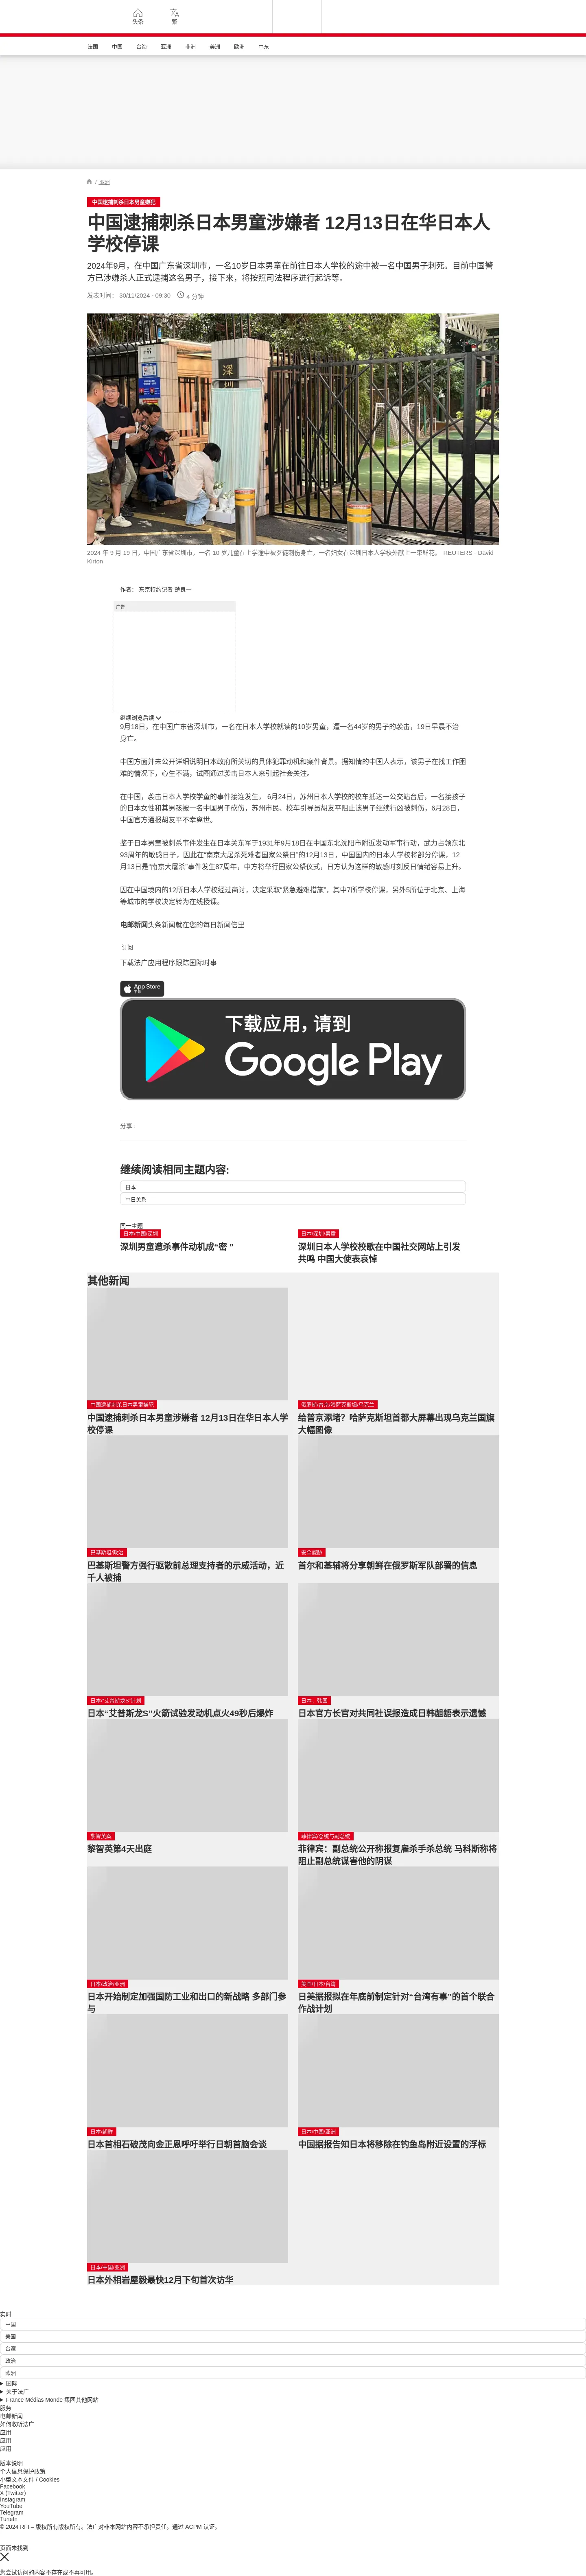 头条
繁
法国
中国
台海
亚洲
非洲
美洲
欧洲
中东
/ 亚洲
中国逮捕刺杀日本男童嫌犯
中国逮捕刺杀日本男童涉嫌者 12月13日在华日本人
学校停课
2024年9月，在中国广东省深圳市，一名10岁日本男童在前往日本人学校的途中被一名中国男子刺死。目前中国警
方已涉嫌杀人正式逮捕这名男子，接下来，将按照司法程序进行起诉等。
发表时间： 30/11/2024 - 09:30
4 分钟
深圳
2024 年 9 月 19 日，中国广东省深圳市，一名 10 岁儿童在上学途中被歹徒刺伤身亡，一名妇女在深圳日本人学校外献上一束鲜花。 REUTERS - David
Kirton
作者： 东京特约记者 楚良一
广告
继续浏览后续
9月18日，在中国广东省深圳市，一名在日本人学校就读的10岁男童，遭一名44岁的男子的袭击，19日早晨不治
身亡。
中国方面并未公开详细说明日本政府所关切的具体犯罪动机和案件背景。据知情的中国人表示，该男子在找工作困
难的情况下，心生不满，试图通过袭击日本人来引起社会关注。
在中国，袭击日本人学校学童的事件接连发生， 6月24日，苏州日本人学校的校车抵达一公交站台后，一名接孩子
的日本女性和其男孩被一名中国男子砍伤，苏州市民、校车引导员胡友平阻止该男子继续行凶被刺伤，6月28日，
中国官方通报胡友平不幸离世。
鉴于日本男童被刺杀事件发生在日本关东军于1931年9月18日在中国东北沈阳市附近发动军事行动，武力占领东北
93周年的敏感日子，因此在“南京大屠杀死难者国家公祭日”的12月13日，中国国内的日本人学校将部分停课，12
月13日是“南京大屠杀”事件发生87周年，中方将举行国家公祭仪式，日方认为这样的敏感时刻反日情绪容易上升。
因在中国境内的12所日本人学校经过商讨，决定采取“紧急避难措施”，其中7所学校停课，另外5所位于北京、上海
等城市的学校决定转为在线授课。
电邮新闻头条新闻就在您的每日新闻信里
订阅
下载法广应用程序跟踪国际时事
App Store
下载
下载应用，请到
Google Play
分享 :
继续阅读相同主题内容:
日本
中日关系
同一主题
日本/中国/深圳
深圳男童遭杀事件动机成“密 ”
日本/深圳/男童
深圳日本人学校校歌在中国社交网站上引发
共鸣 中国大使表哀悼
其他新闻
中国逮捕刺杀日本男童嫌犯
中国逮捕刺杀日本男童涉嫌者 12月13日在华日本人学
校停课
俄罗斯/普京/哈萨克斯坦/乌克兰
给普京添堵？哈萨克斯坦首都大屏幕出现乌克兰国旗
大幅图像
巴基斯坦/政治
巴基斯坦警方强行驱散前总理支持者的示威活动，近
千人被捕
安全威胁
首尔和基辅将分享朝鲜在俄罗斯军队部署的信息
日本/“艾普斯龙S”计划
日本“艾普斯龙S”火箭试验发动机点火49秒后爆炸
日本、韩国
日本官方长官对共同社误报造成日韩龃龉表示遗憾
黎智英案
黎智英第4天出庭
菲律宾/总统与副总统
菲律宾：副总统公开称报复雇杀手杀总统 马科斯称将
阻止副总统谋害他的阴谋
日本/政治/亚洲
日本开始制定加强国防工业和出口的新战略 多部门参
与
美国/日本/台湾
日美据报拟在年底前制定针对“台湾有事”的首个联合
作战计划
日本/朝鲜
日本首相石破茂向金正恩呼吁举行日朝首脑会谈
日本/中国/亚洲
中国据报告知日本将移除在钓鱼岛附近设置的浮标
日本/中国/亚洲
日本外相岩屋毅最快12月下旬首次访华
实时
中国
美国
台湾
政治
欧洲
国际
关于法广
France Médias Monde 集团其他网站
服务
电邮新闻
如何收听法广
应用
应用
应用
版本说明
个人信息保护政策
小型文本文件 / Cookies
Facebook
X (Twitter)
Instagram
YouTube
Telegram
TuneIn
© 2024 RFI – 版权所有版权所有。法广对非本网站内容不承担责任。通过 ACPM 认证。
页面未找到
您尝试访问的内容不存在或不再可用。